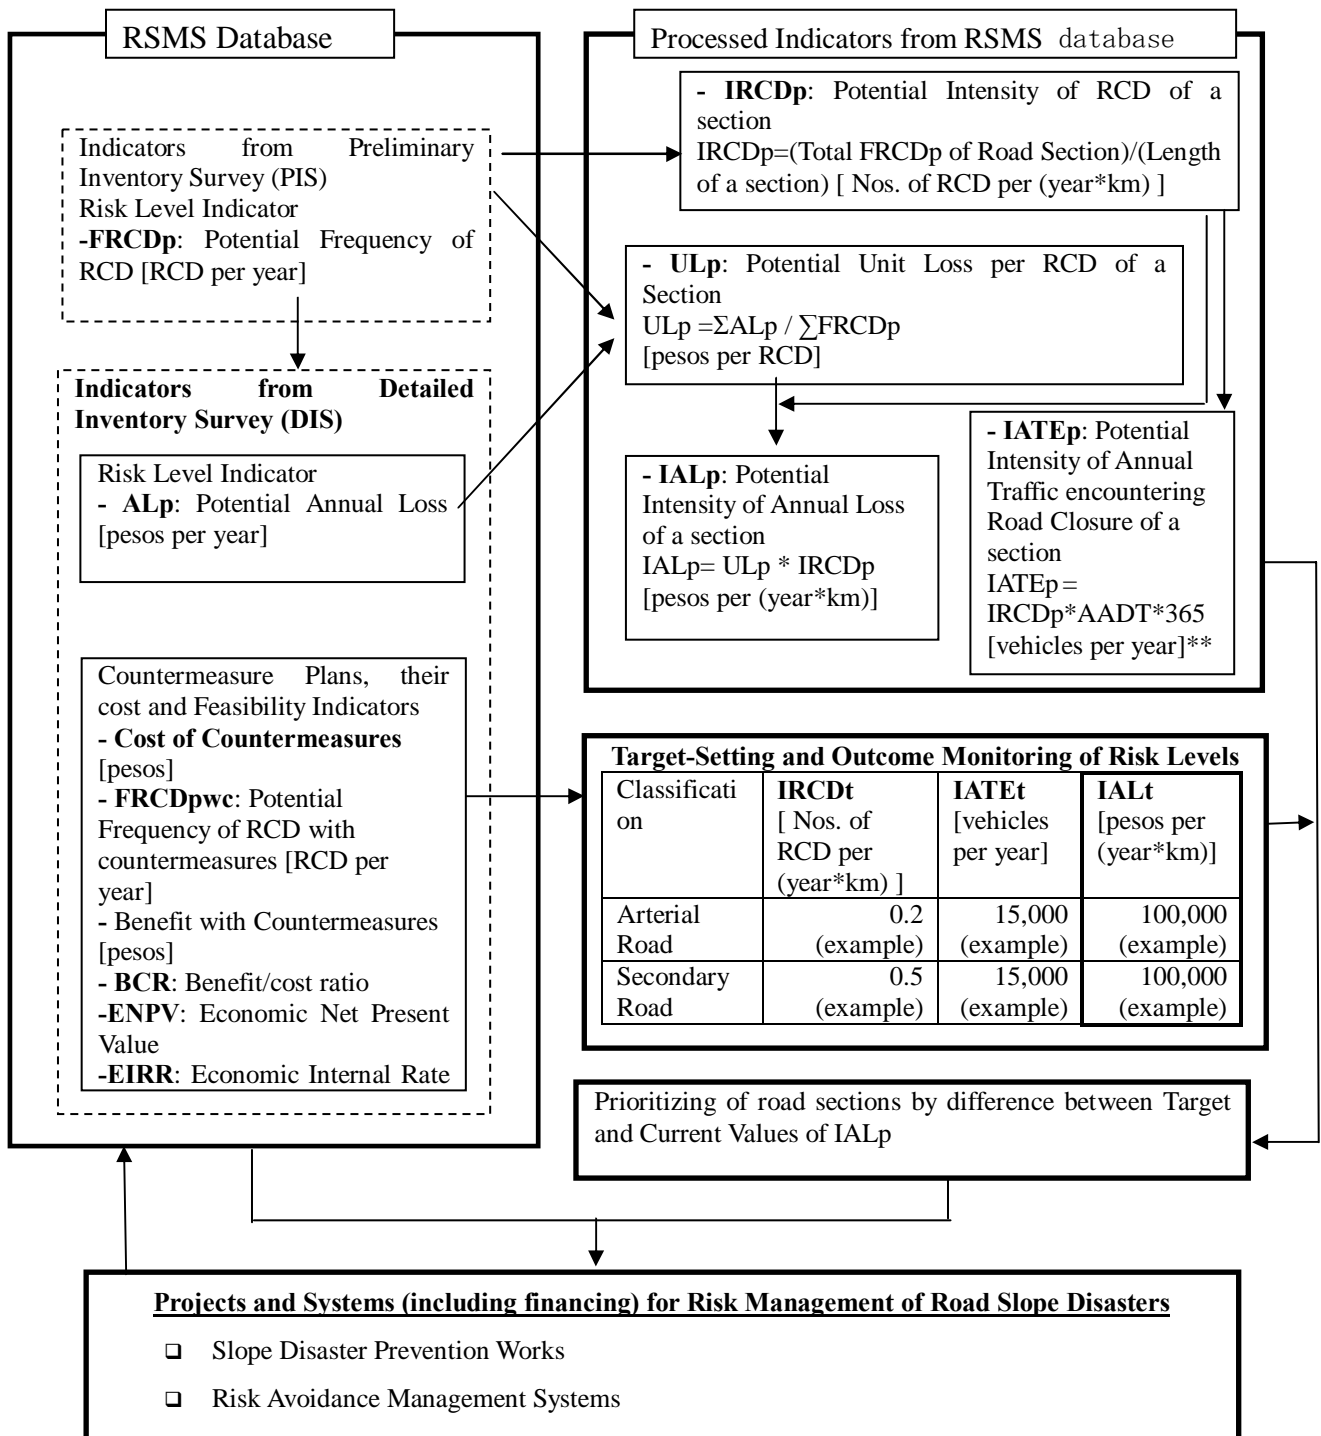 RSMS Database
Indicators from Preliminary
Inventory Survey (PIS)
Risk Level Indicator
-FRCDp: Potential Frequency of
RCD [RCD per year]
Indicators from Detailed
Inventory Survey (DIS)
Risk Level Indicator
- ALp: Potential Annual Loss
[pesos per year]
Countermeasure Plans, their
cost and Feasibility Indicators
- Cost of Countermeasures
[pesos]
- FRCDpwc: Potential
Frequency of RCD with
countermeasures [RCD per
year]
- Benefit with Countermeasures
[pesos]
- BCR: Benefit/cost ratio
-ENPV: Economic Net Present
Value
-EIRR: Economic Internal Rate
Processed Indicators from RSMS database
- IRCDp: Potential Intensity of RCD of a
section
IRCDp=(Total FRCDp of Road Section)/(Length
of a section) [ Nos. of RCD per (year*km) ]
- ULp: Potential Unit Loss per RCD of a
Section
ULp =ΣALp / ∑FRCDp
[pesos per RCD]
- IALp: Potential
Intensity of Annual Loss
of a section
IALp= ULp * IRCDp
[pesos per (year*km)]
- IATEp: Potential
Intensity of Annual
Traffic encountering
Road Closure of a
section
IATEp =
IRCDp*AADT*365
[vehicles per year]**
Target-Setting and Outcome Monitoring of Risk Levels
Classificati
on
IRCDt
[ Nos. of
RCD per
(year*km) ]
IATEt
[vehicles
per year]
IALt
[pesos per
(year*km)]
Arterial
Road
0.2
(example)
15,000
(example)
100,000
(example)
Secondary
Road
0.5
(example)
15,000
(example)
100,000
(example)
Prioritizing of road sections by difference between Target
and Current Values of IALp
Projects and Systems (including financing) for Risk Management of Road Slope Disasters
❑ Slope Disaster Prevention Works
❑ Risk Avoidance Management Systems